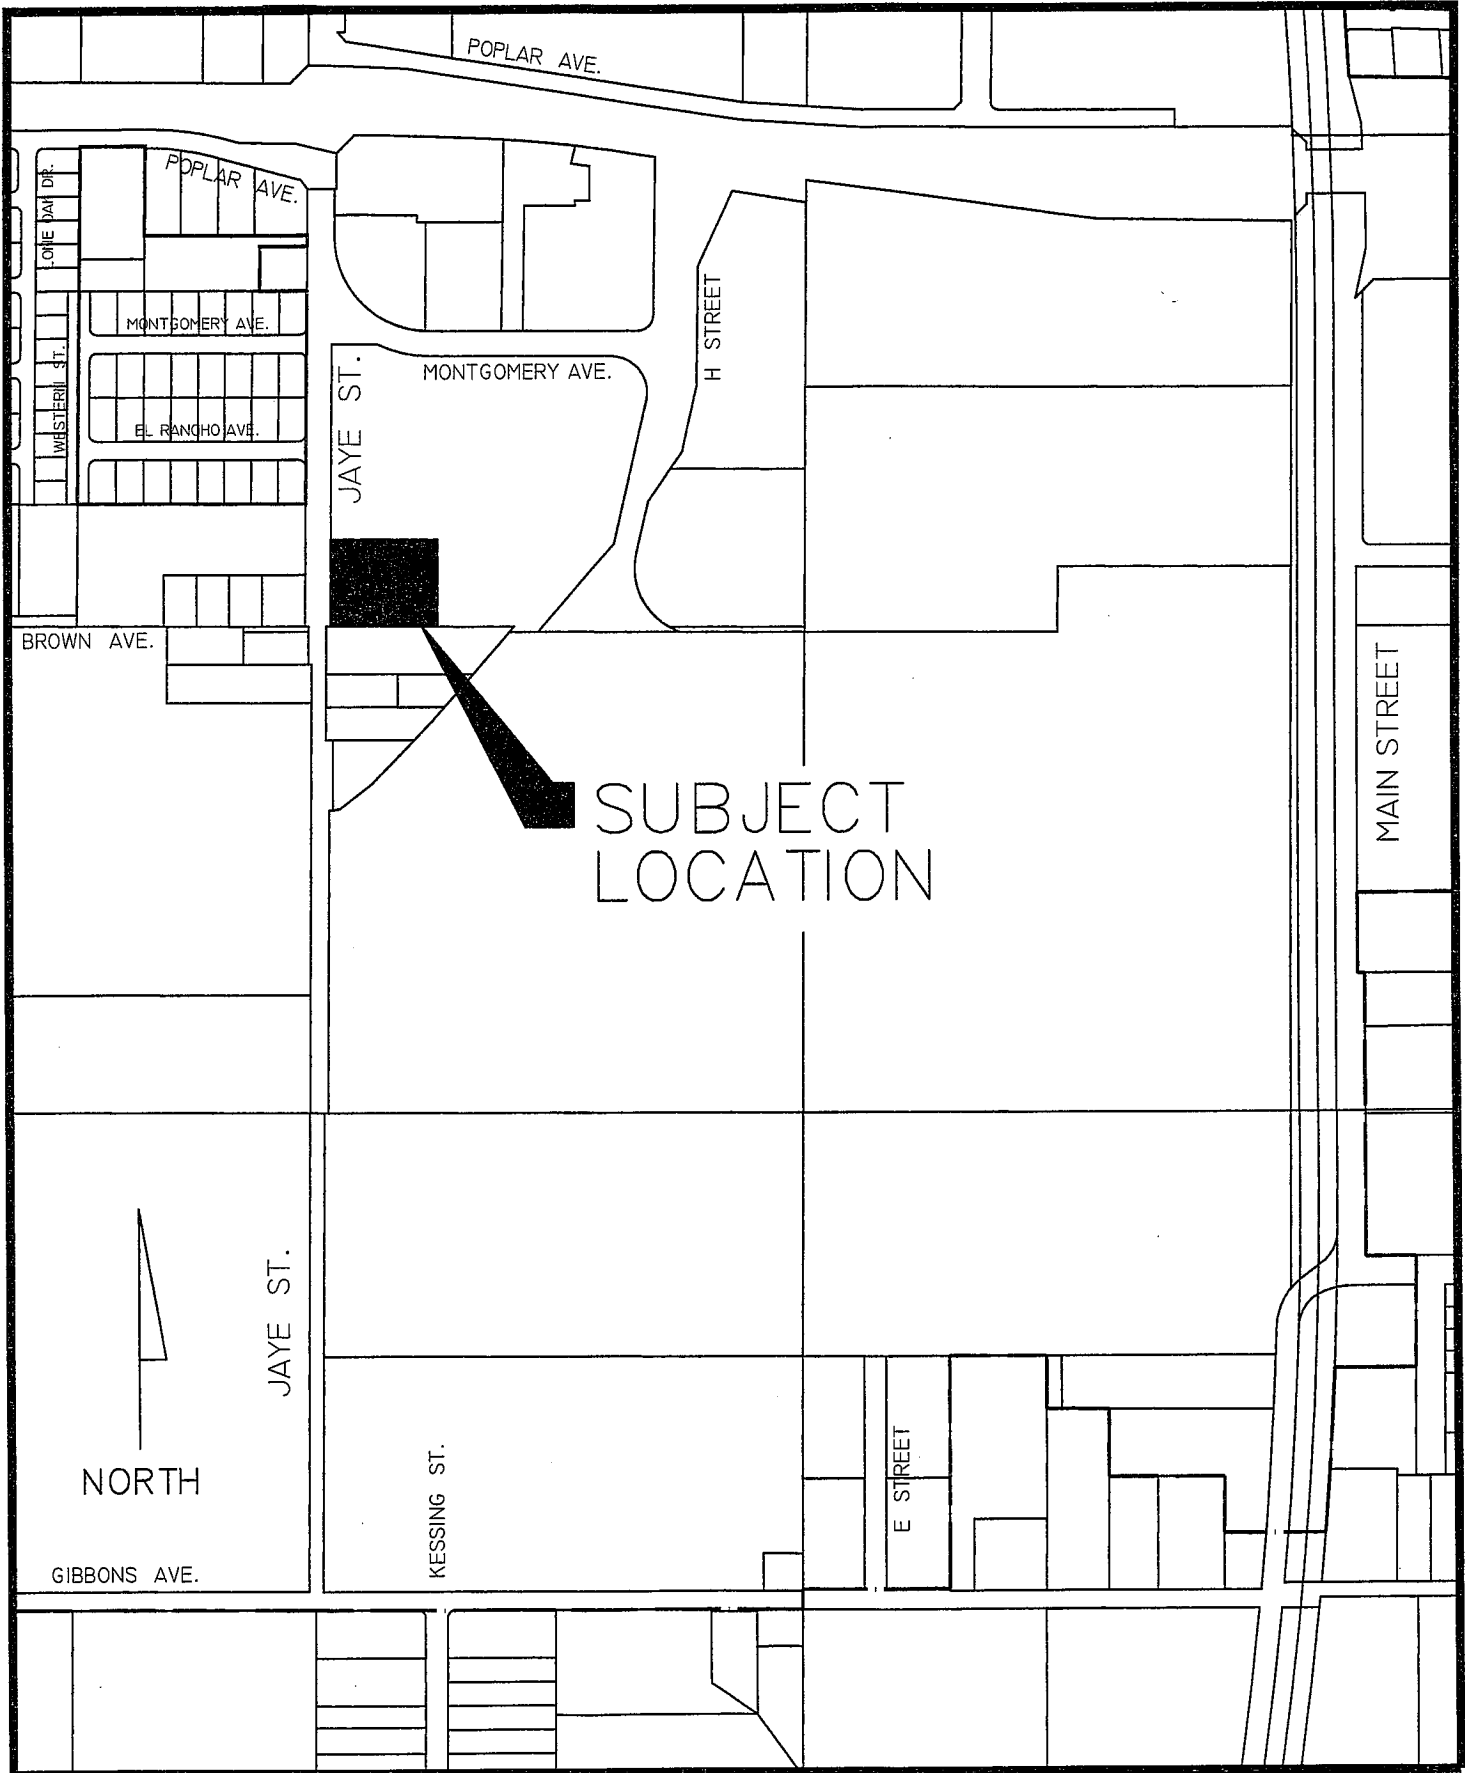 POPLAR AVE.
POPLAR AVE.
LONE OAK DR.
MONTGOMERY AVE.
WESTERN ST.
EL RANCHO AVE.
JAYE ST.
MONTGOMERY AVE.
H STREET
BROWN AVE.
MAIN STREET
SUBJECT
LOCATION
JAYE ST.
NORTH
KESSING ST.
E STREET
GIBBONS AVE.